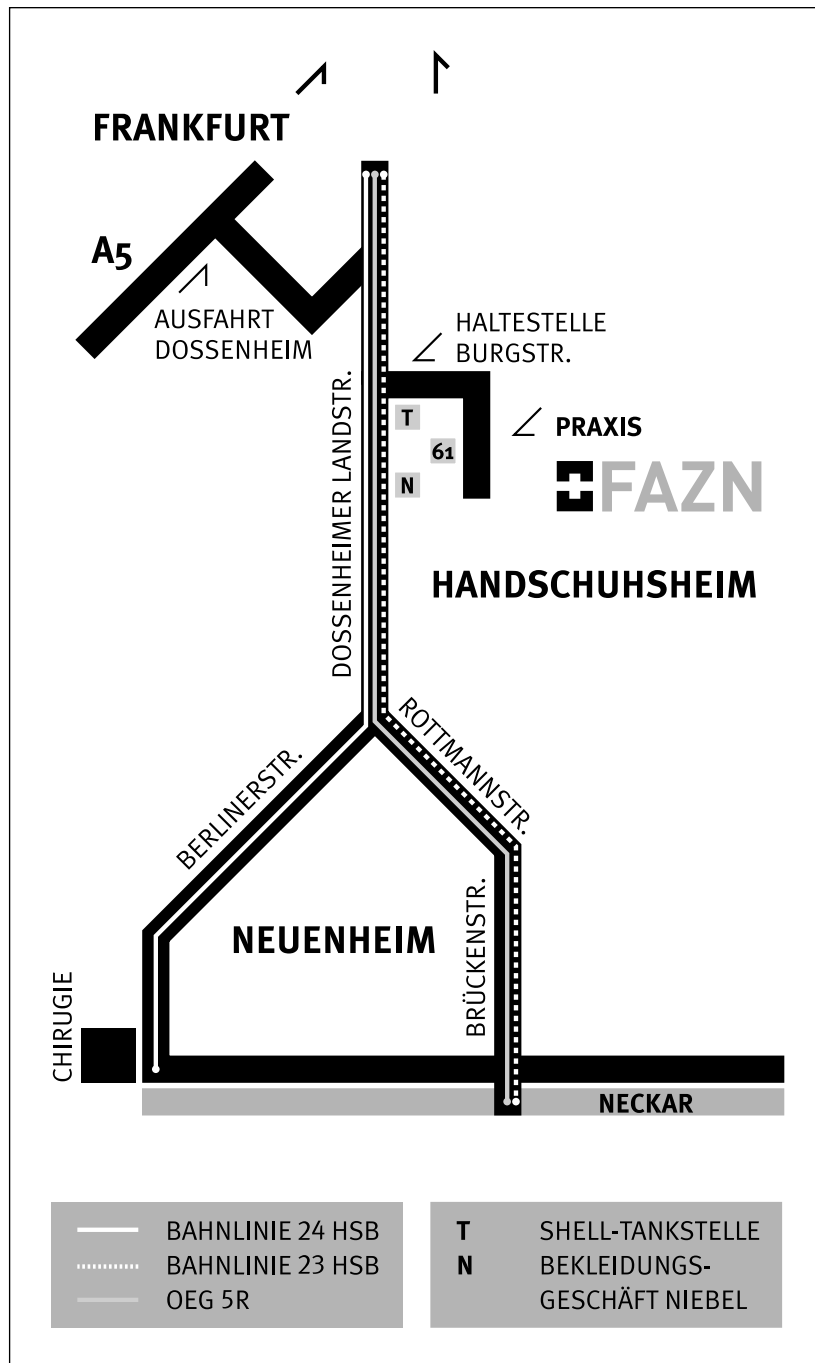 FRANKFURT
A5
AUSFAHRT
DOSSENHEIM
HALTESTELLE
BURGSTR.
DOSSENHEIMER LANDSTR.
T
61
N
PRAXIS
FAZN
HANDSCHUHSHEIM
ROTTMANNSTR.
BERLINERSTR.
NEUENHEIM
BRÜCKENSTR.
CHIRUGIE
NECKAR
BAHNLINIE 24 HSB
BAHNLINIE 23 HSB
OEG 5R
T SHELL-TANKSTELLE
N BEKLEIDUNGS-
GESCHÄFT NIEBEL